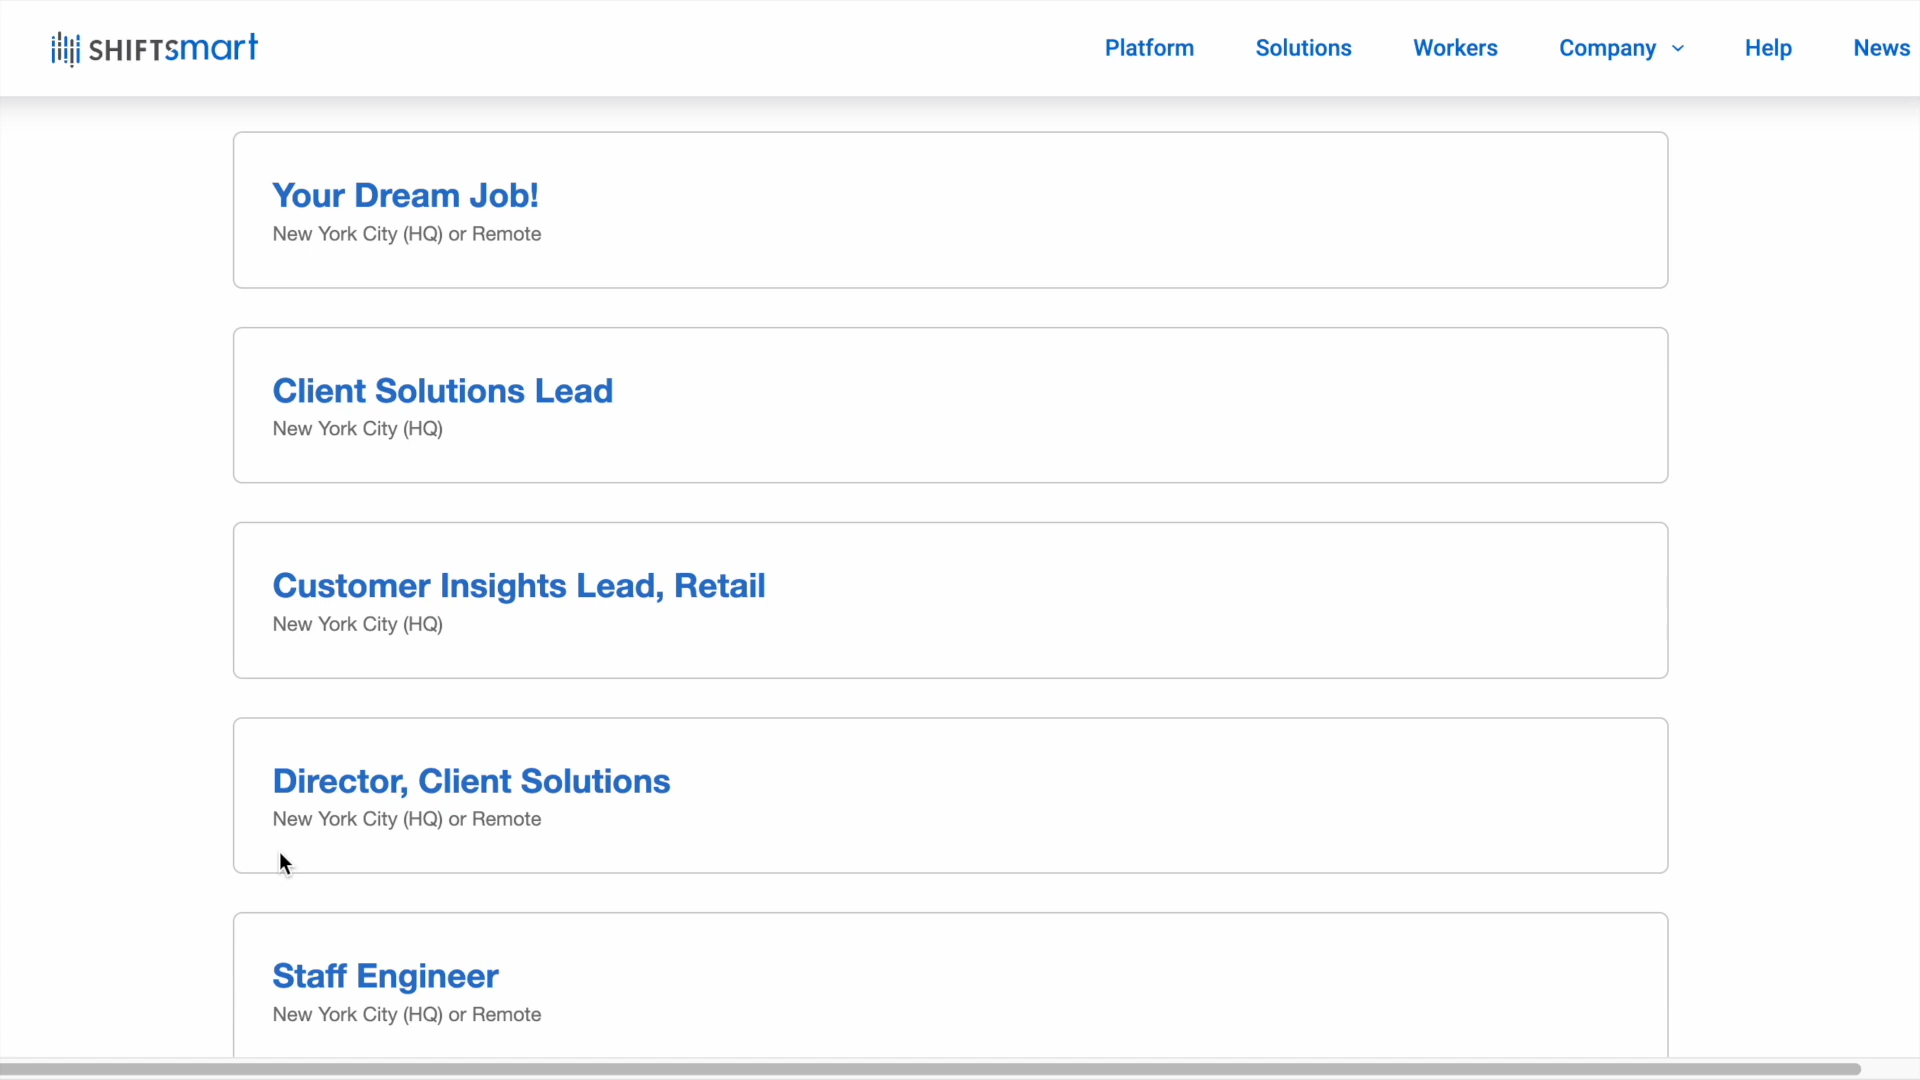 SHIFTSmart Platform Solutions Workers Company Help News
Your Dream Job!
New York City (HQ) or Remote
Client Solutions Lead
New York City (HQ)
Customer Insights Lead, Retail
New York City (HQ)
Director, Client Solutions
New York City (HQ) or Remote
Staff Engineer
New York City (HQ) or Remote